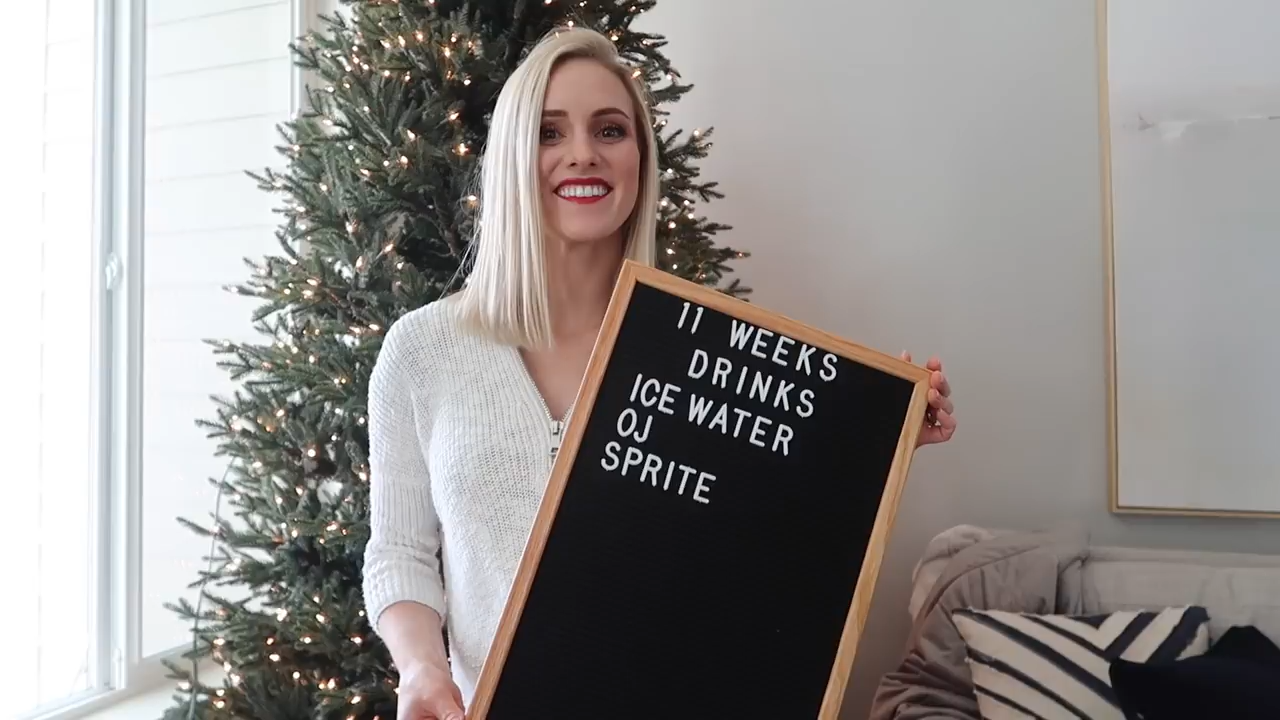 11 WEEKS
DRINKS
ICE WATER
OJ
SPRITE